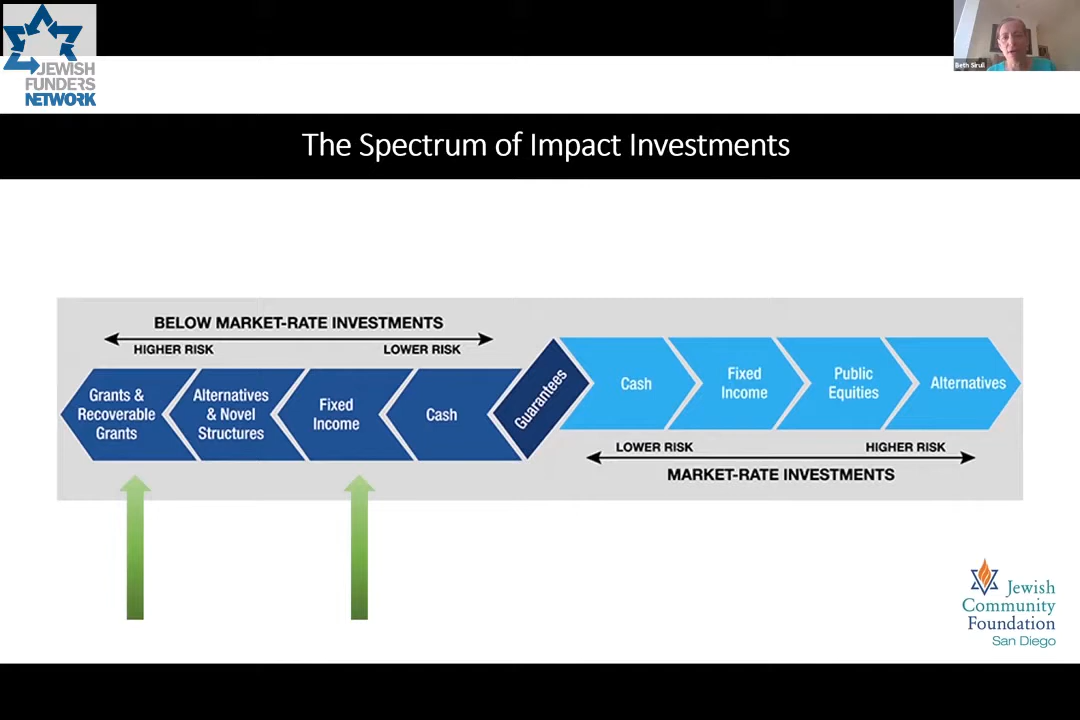 JEWISH
FUNDERS
NETWORK
Beth Sirull
The Spectrum of Impact Investments
BELOW MARKET-RATE INVESTMENTS
HIGHER RISK
LOWER RISK
Grants &
Recoverable
Grants
Alternatives
& Novel
Structures
Fixed
Income
Cash
Guarantees
Cash
Fixed
Income
Public
Equities
Alternatives
LOWER RISK
HIGHER RISK
MARKET-RATE INVESTMENTS
Jewish
Community
Foundation
San Diego